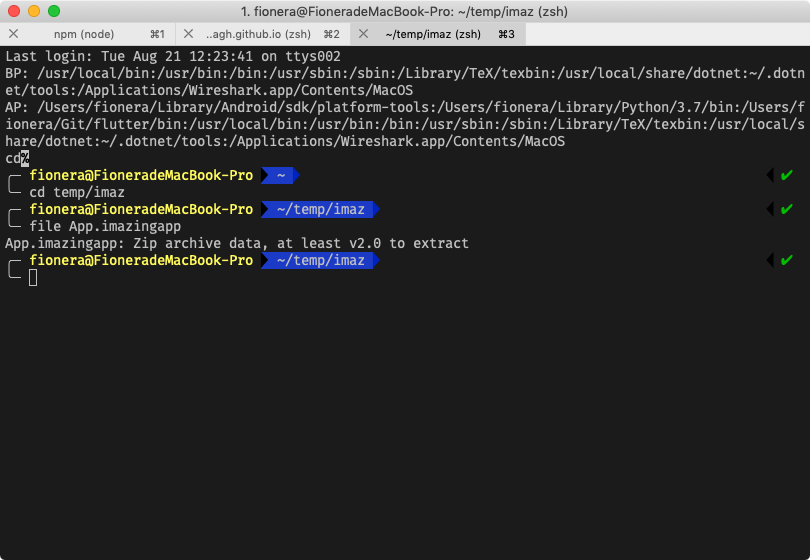 1. fionera@FioneradeMacBook-Pro: ~/temp/imaz (zsh)
npm (node) ⌘1 ..agh.github.io (zsh) ⌘2 ~/temp/imaz (zsh) ⌘3
Last login: Tue Aug 21 12:23:41 on ttys002
BP: /usr/local/bin:/usr/bin:/bin:/usr/sbin:/sbin:/Library/TeX/texbin:/usr/local/share/dotnet:~/.dotn
et/tools:/Applications/Wireshark.app/Contents/MacOS
AP: /Users/fionera/Library/Android/sdk/platform-tools:/Users/fionera/Library/Python/3.7/bin:/Users/f
ionera/Git/flutter/bin:/usr/local/bin:/usr/bin:/bin:/usr/sbin:/sbin:/Library/TeX/texbin:/usr/local/s
hare/dotnet:~/.dotnet/tools:/Applications/Wireshark.app/Contents/MacOS
cd%
fionera@FioneradeMacBook-Pro ~ ✔
cd temp/imaz
fionera@FioneradeMacBook-Pro ~/temp/imaz ✔
file App.imazingapp
App.imazingapp: Zip archive data, at least v2.0 to extract
fionera@FioneradeMacBook-Pro ~/temp/imaz ✔